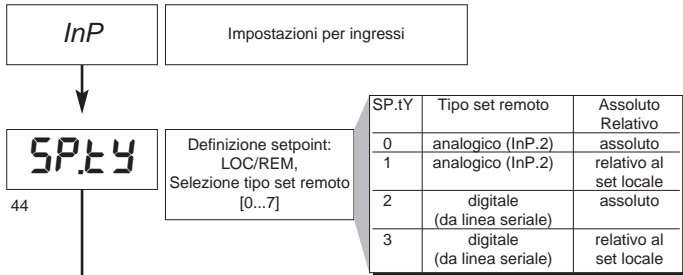 InP
Impostazioni per ingressi
SP.tY
44
Definizione setpoint:
LOC/REM,
Selezione tipo set remoto
[0...7]
SP.tY Tipo set remoto Assoluto
Relativo
0 analogico (InP.2) assoluto
1 analogico (InP.2) relativo al
set locale
2 digitale assoluto
(da linea seriale)
3 digitale relativo al
(da linea seriale) set locale